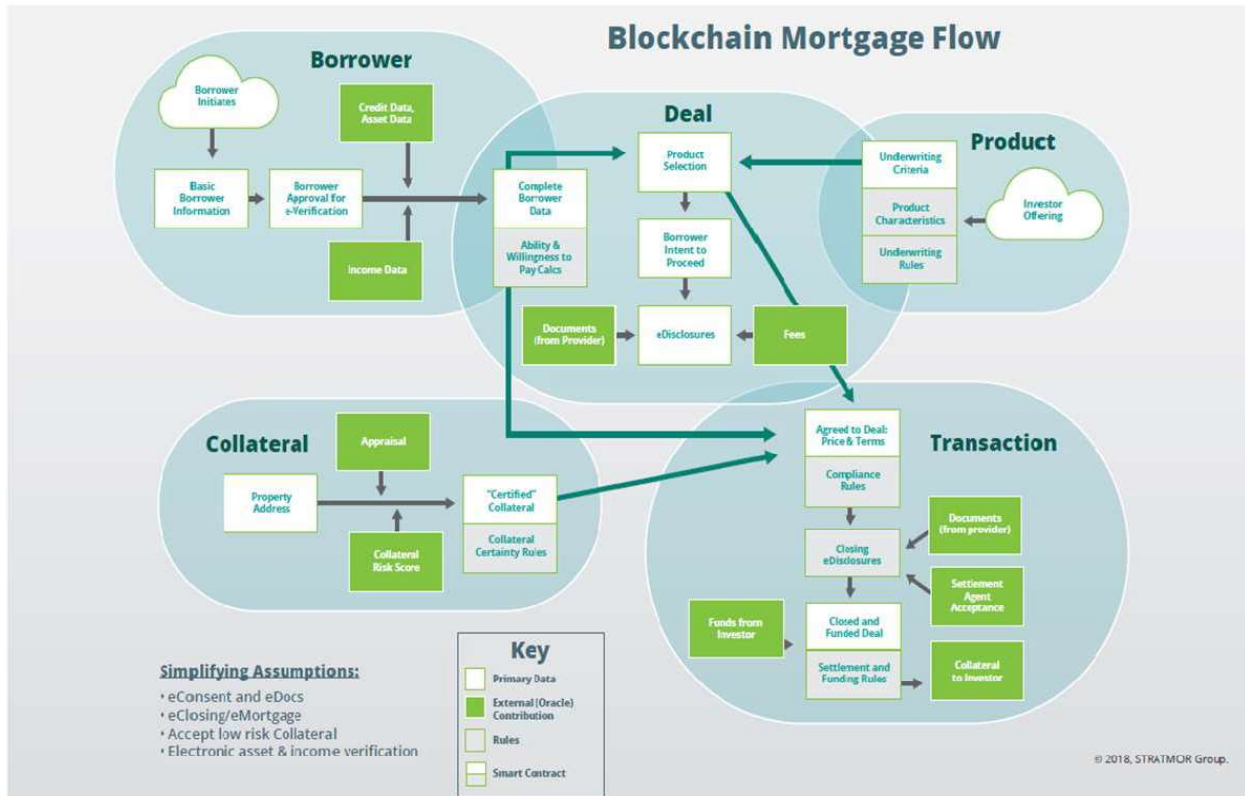 Blockchain Mortgage Flow
Borrower
Borrower
Initiates
Credit Data,
Asset Data
Basic
Borrower
Information
Borrower
Approval for
e-Verification
Income Data
Deal
Complete
Borrower
Data
Ability &
Willingness to
Pay Calcs
Product
Selection
Borrower
Intent to
Proceed
Documents
(from Provider)
eDisclosures
Fees
Product
Underwriting
Criteria
Product
Characteristics
Underwriting
Rules
Investor
Offering
Collateral
Appraisal
Property
Address
Collateral
Risk Score
"Certified"
Collateral
Collateral
Certainty Rules
Transaction
Agreed to Deal:
Price & Terms
Compliance
Rules
Documents
(from provider)
Closing
eDisclosures
Settlement
Agent
Acceptance
Funds from
Investor
Closed and
Funded Deal
Settlement and
Funding Rules
Collateral
to Investor
Simplifying Assumptions:
• eConsent and eDocs
• eClosing/eMortgage
• Accept low risk Collateral
• Electronic asset & income verification
Key
Primary Data
External (Oracle)
Contribution
Rules
Smart Contract
© 2018, STRATMOR Group.